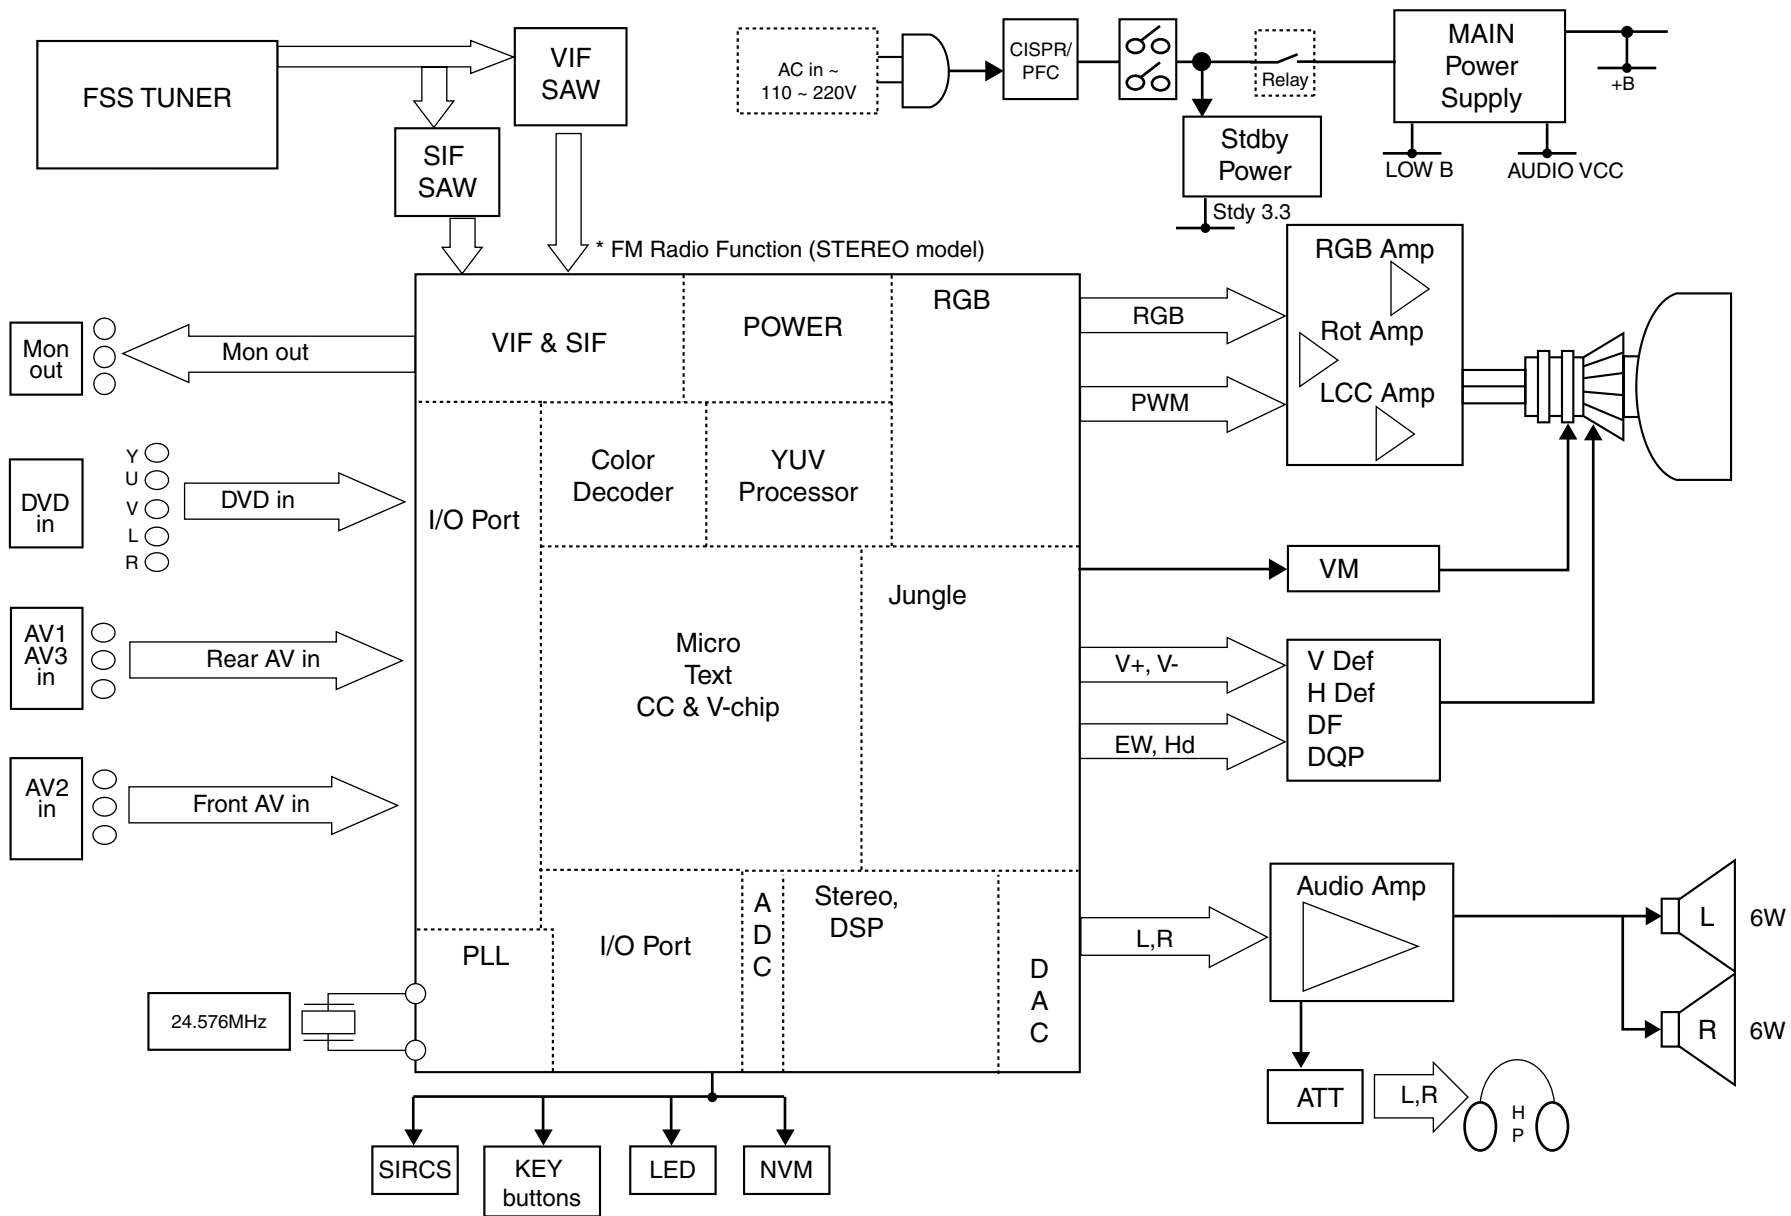 FSS TUNER
VIF
SAW
SIF
SAW
AC in ~
110 ~ 220V
CISPR/
PFC
Relay
MAIN
Power
Supply
+B
LOW B
AUDIO VCC
Stdby
Power
Stdy 3.3
* FM Radio Function (STEREO model)
Mon
out
Mon out
DVD
in
Y
U
V
L
R
DVD in
AV1
AV3
in
Rear AV in
AV2
in
Front AV in
24.576MHz
VIF & SIF
POWER
RGB
I/O Port
Color
Decoder
YUV
Processor
Micro
Text
CC & V-chip
Jungle
PLL
I/O Port
A
D
C
Stereo,
DSP
D
A
C
RGB
PWM
RGB Amp
Rot Amp
LCC Amp
VM
V+, V-
EW, Hd
V Def
H Def
DF
DQP
L,R
Audio Amp
L
6W
R
6W
ATT
L,R
H
P
SIRCS
KEY
buttons
LED
NVM